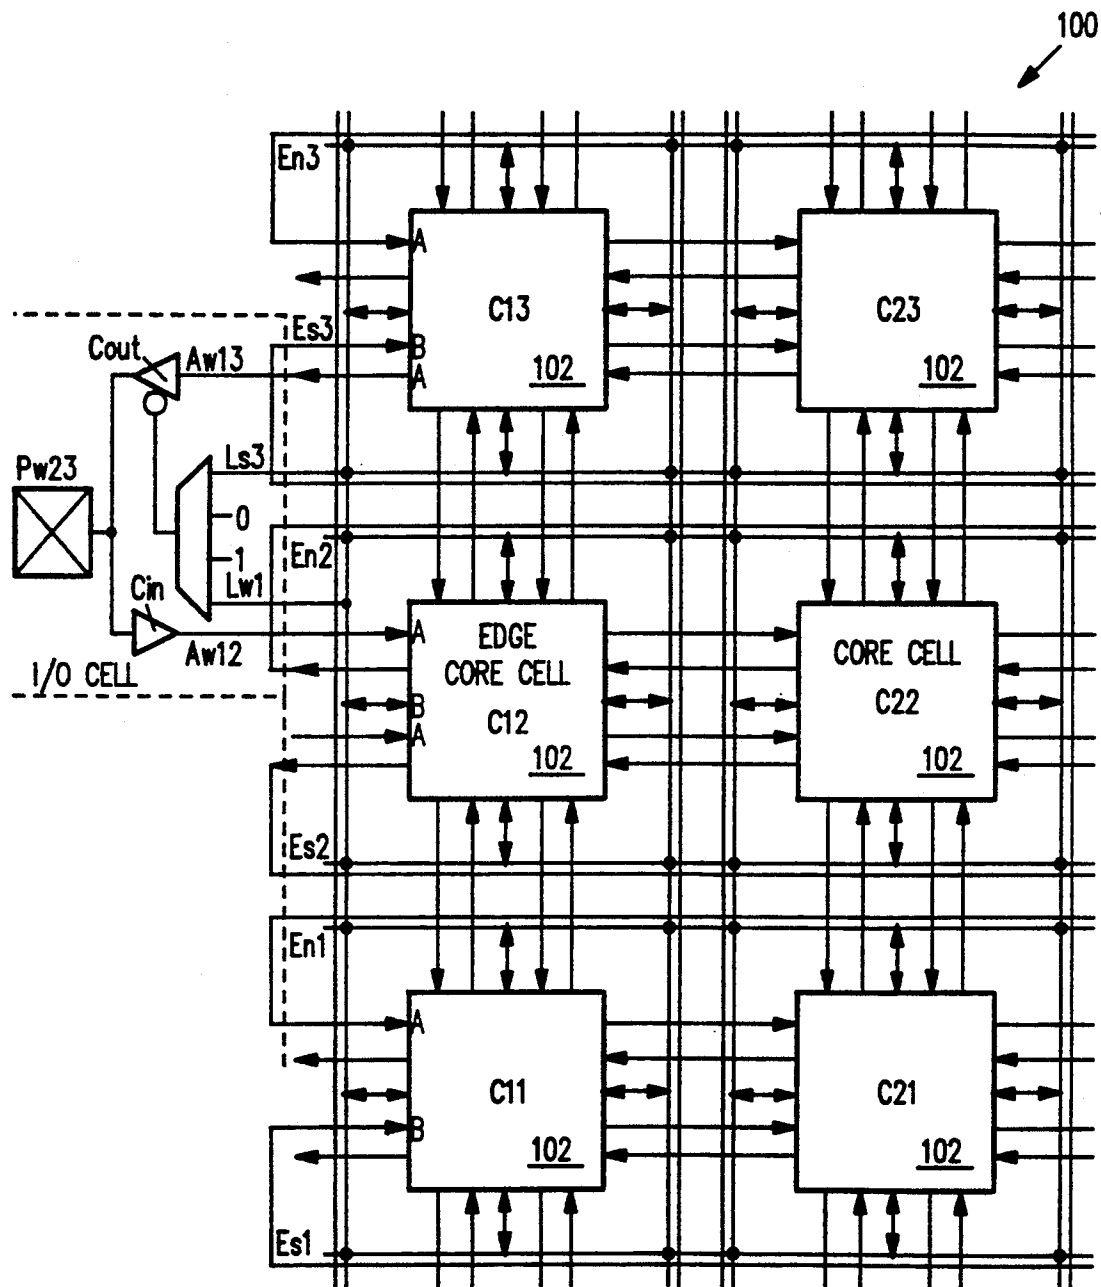 100
En3
A
C13
C23
Es3
Cout
Aw13
B
A
102
102
Pw23
Ls3
0
1
En2
Cin
Lw1
Aw12
A
EDGE
CORE CELL
CORE CELL
I/O CELL
B
C12
C22
A
102
102
Es2
En1
A
C11
C21
B
102
102
Es1